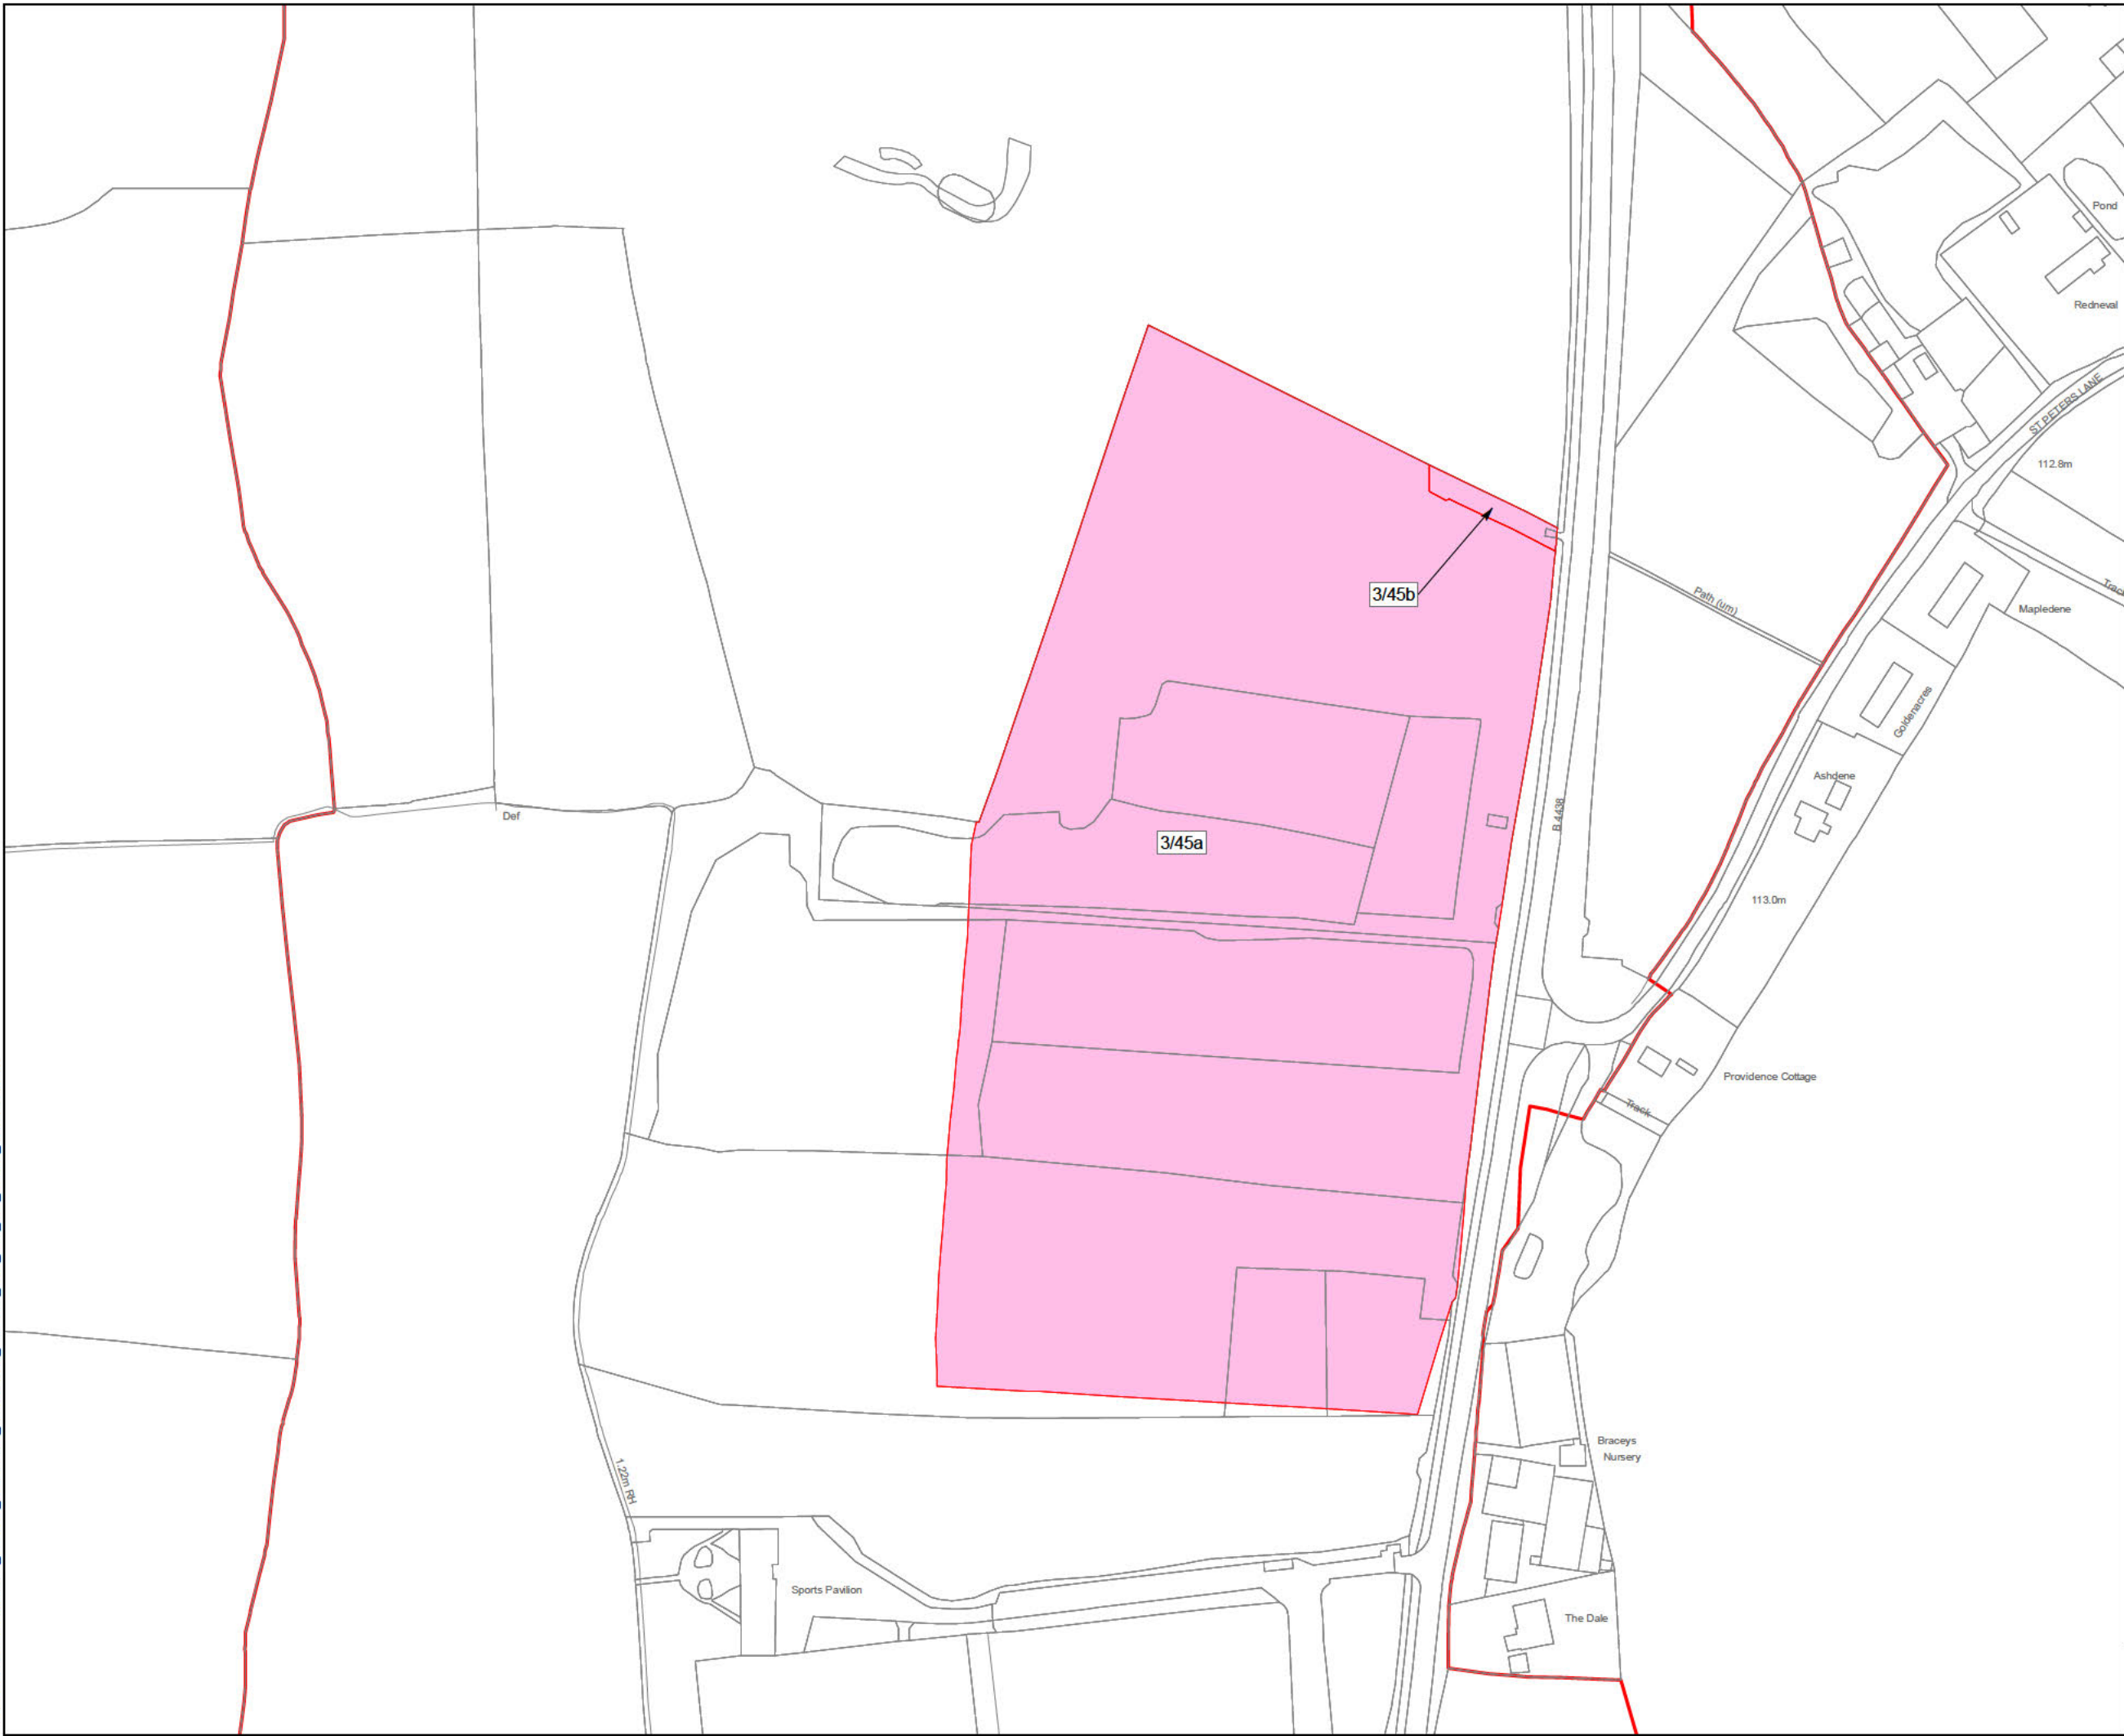 Pond
Redneval
ST PETERS LANE
112.8m
3/45b
Path (um)
Track
Mapledene
Goldenacres
Ashdene
B 4438
Def
3/45a
113.0m
Providence Cottage
Track
Braceys
Nursery
1.22m RH
Sports Pavilion
The Dale